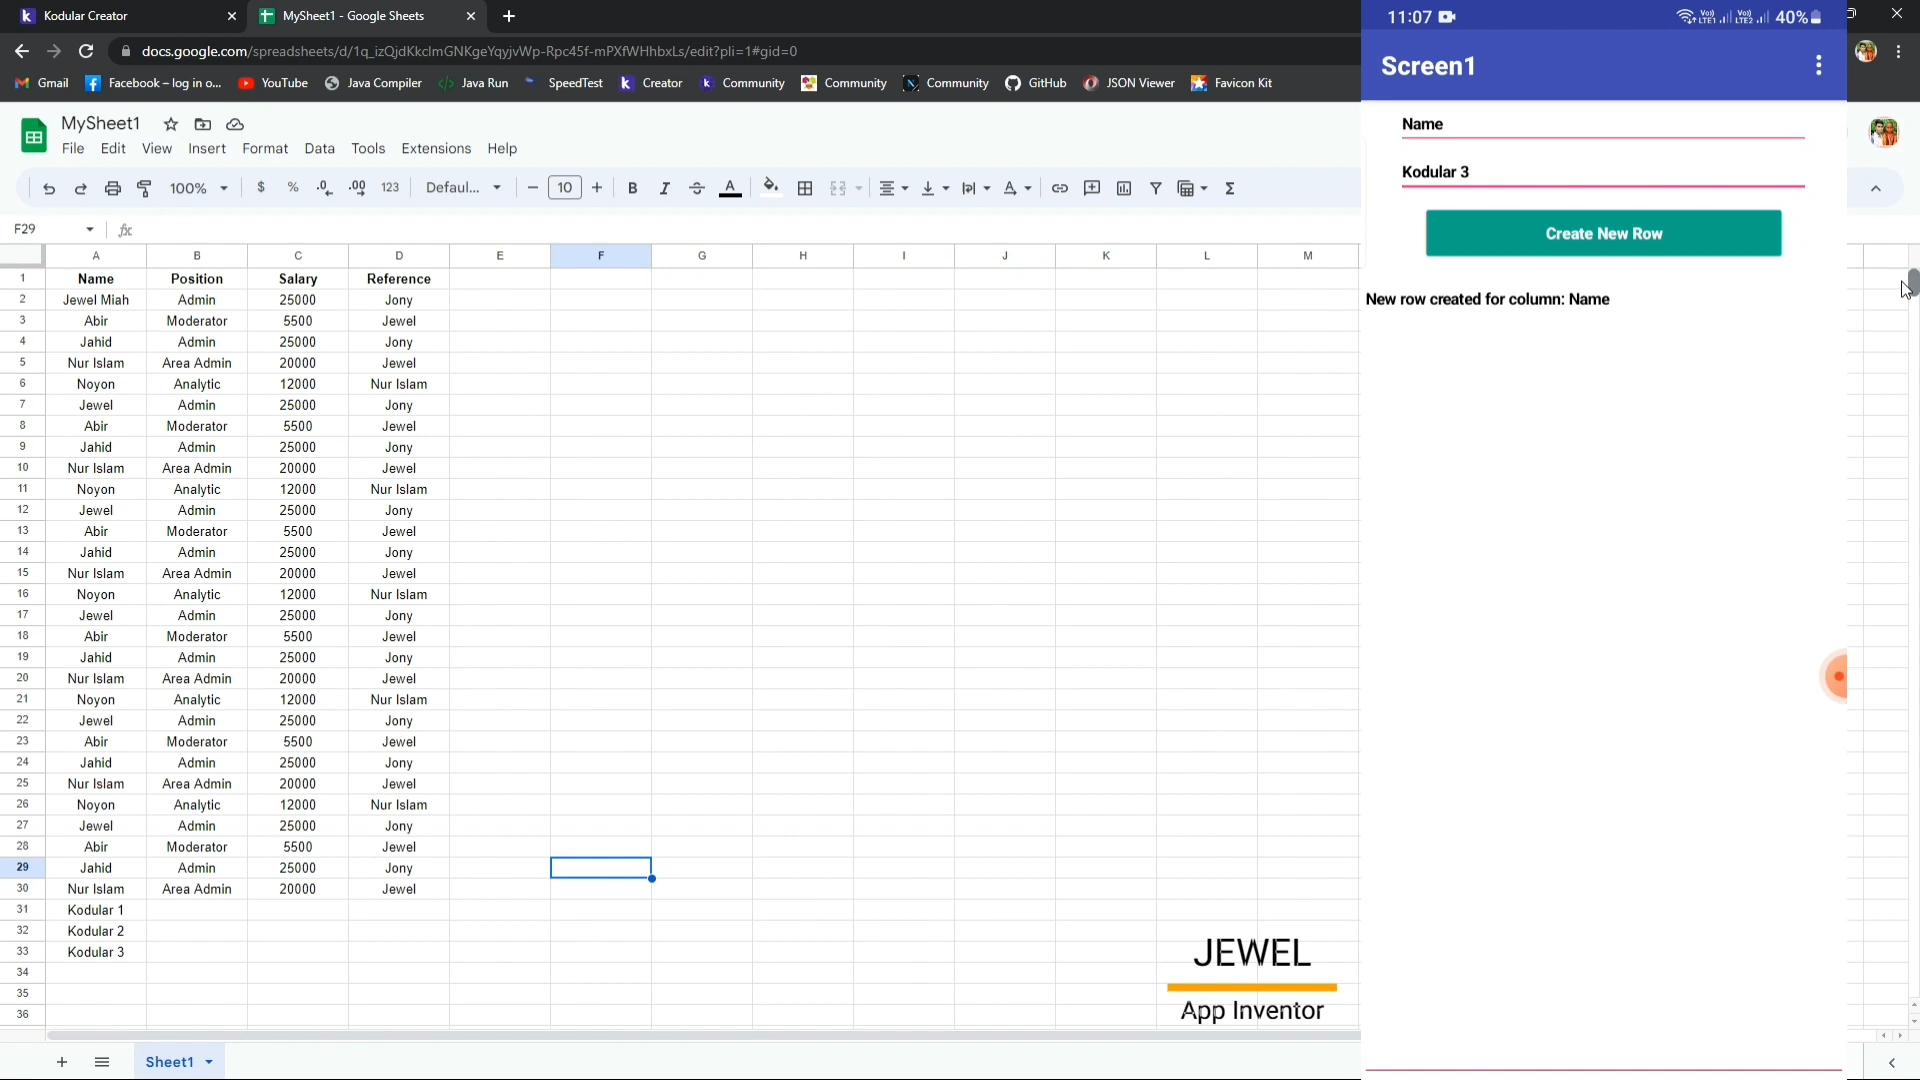 Kodular Creator
MySheet1 - Google Sheets
docs.google.com/spreadsheets/d/1q_izQjdKkclmGNKgeYqyjvWp-Rpc45f-mPXfWHhbxLs/edit?pli=1#gid=0
Gmail Facebook – log in o... YouTube Java Compiler Java Run SpeedTest Creator Community Community Community GitHub JSON Viewer Favicon Kit
MySheet1
File Edit View Insert Format Data Tools Extensions Help
100% $ % .0 .00 123 Defaul... 10 B I A
F29 fx
A B C D E F G H I J K L M
1 Name Position Salary Reference
2 Jewel Miah Admin 25000 Jony
3 Abir Moderator 5500 Jewel
4 Jahid Admin 25000 Jony
5 Nur Islam Area Admin 20000 Jewel
6 Noyon Analytic 12000 Nur Islam
7 Jewel Admin 25000 Jony
8 Abir Moderator 5500 Jewel
9 Jahid Admin 25000 Jony
10 Nur Islam Area Admin 20000 Jewel
11 Noyon Analytic 12000 Nur Islam
12 Jewel Admin 25000 Jony
13 Abir Moderator 5500 Jewel
14 Jahid Admin 25000 Jony
15 Nur Islam Area Admin 20000 Jewel
16 Noyon Analytic 12000 Nur Islam
17 Jewel Admin 25000 Jony
18 Abir Moderator 5500 Jewel
19 Jahid Admin 25000 Jony
20 Nur Islam Area Admin 20000 Jewel
21 Noyon Analytic 12000 Nur Islam
22 Jewel Admin 25000 Jony
23 Abir Moderator 5500 Jewel
24 Jahid Admin 25000 Jony
25 Nur Islam Area Admin 20000 Jewel
26 Noyon Analytic 12000 Nur Islam
27 Jewel Admin 25000 Jony
28 Abir Moderator 5500 Jewel
29 Jahid Admin 25000 Jony
30 Nur Islam Area Admin 20000 Jewel
31 Kodular 1
32 Kodular 2
33 Kodular 3
34
35
36
Sheet1
JEWEL
App Inventor
11:07 Vo) LTE1 Vo) LTE2 40%
Screen1
Name
Kodular 3
Create New Row
New row created for column: Name